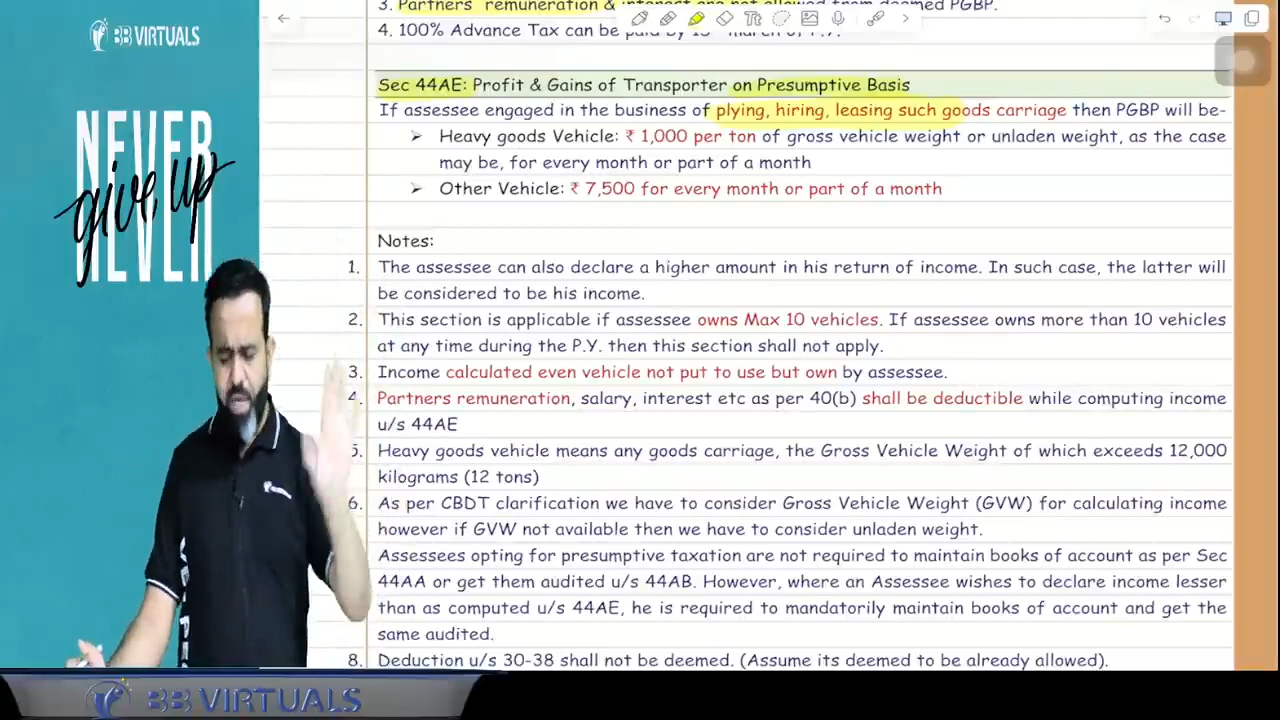 3. Partners' remuneration & interest are not allowed from deemed PGBP.
BB VIRTUALS
4. 100% Advance Tax can be paid by 15th march of P.Y.
Sec 44AE: Profit & Gains of Transporter on Presumptive Basis
If assessee engaged in the business of plying, hiring, leasing such goods carriage then PGBP will be-
➢ Heavy goods Vehicle: ₹ 1,000 per ton of gross vehicle weight or unladen weight, as the case
may be, for every month or part of a month
➢ Other Vehicle: ₹ 7,500 for every month or part of a month
NEVER
give up
NEVER
Notes:
1. The assessee can also declare a higher amount in his return of income. In such case, the latter will
be considered to be his income.
2. This section is applicable if assessee owns Max 10 vehicles. If assessee owns more than 10 vehicles
at any time during the P.Y. then this section shall not apply.
3. Income calculated even vehicle not put to use but own by assessee.
4. Partners remuneration, salary, interest etc as per 40(b) shall be deductible while computing income
u/s 44AE
5. Heavy goods vehicle means any goods carriage, the Gross Vehicle Weight of which exceeds 12,000
kilograms (12 tons)
6. As per CBDT clarification we have to consider Gross Vehicle Weight (GVW) for calculating income
however if GVW not available then we have to consider unladen weight.
Assessees opting for presumptive taxation are not required to maintain books of account as per Sec
44AA or get them audited u/s 44AB. However, where an Assessee wishes to declare income lesser
than as computed u/s 44AE, he is required to mandatorily maintain books of account and get the
same audited.
8. Deduction u/s 30-38 shall not be deemed. (Assume its deemed to be already allowed).
BB VIRTUALS